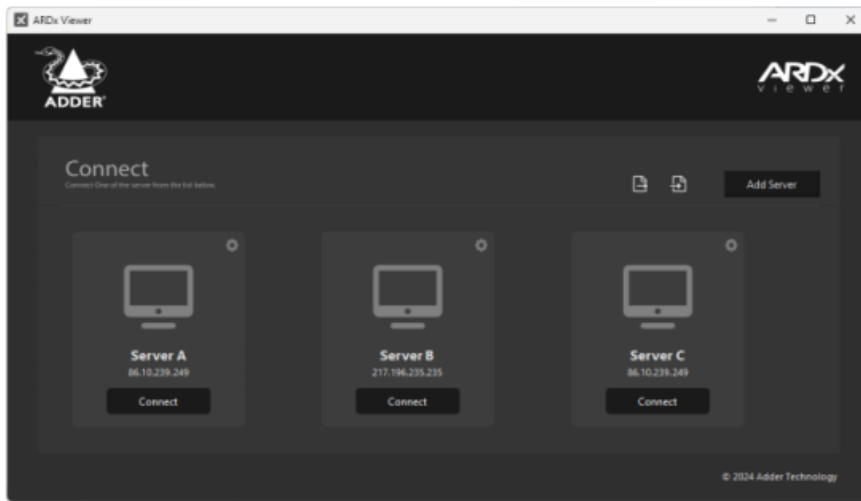 ARDx Viewer
ADDER
ARDx
viewer
Connect
Connect One of the server from the list below.
Add Server
Server A
86.10.239.249
Connect
Server B
217.196.235.235
Connect
Server C
86.10.239.249
Connect
© 2024 Adder Technology